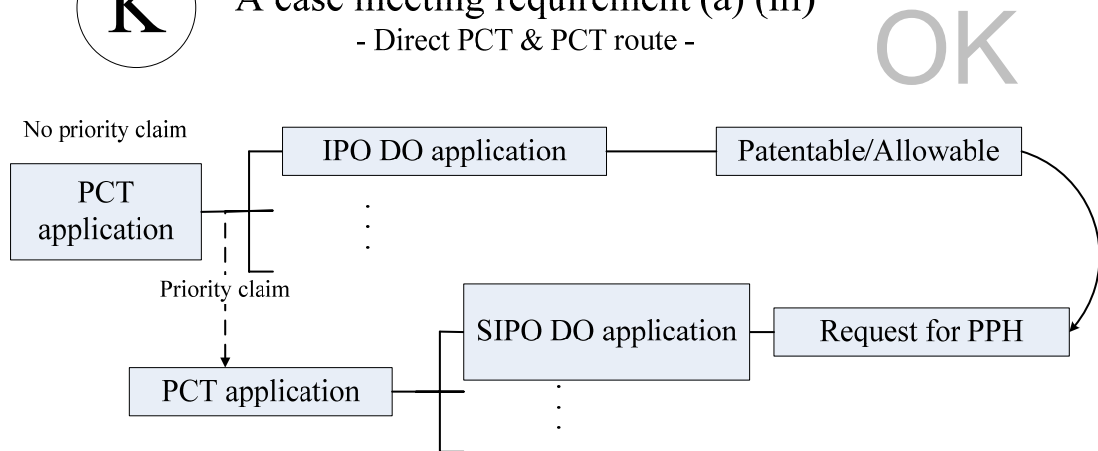 K
A case meeting requirement (a) (iii)
- Direct PCT & PCT route -
OK
No priority claim
IPO DO application
Patentable/Allowable
PCT
application
Priority claim
SIPO DO application
Request for PPH
PCT application